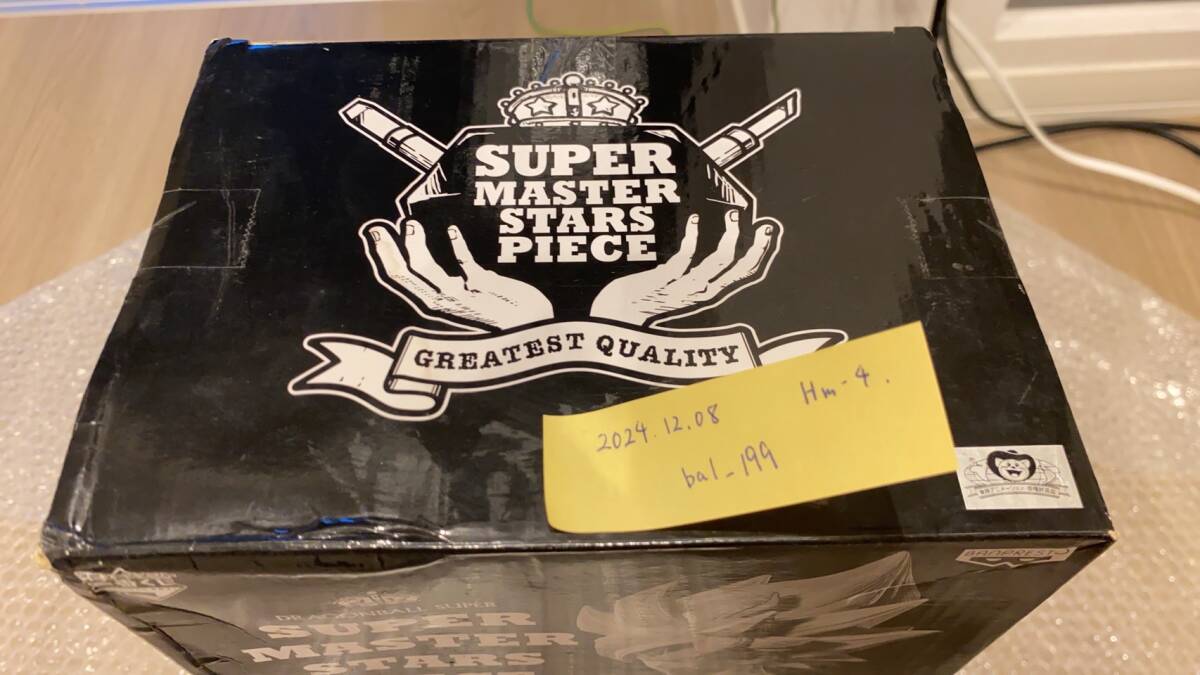 SUPER
MASTER
STARS
PIECE
GREATEST QUALITY
2024.12.08
Hm-4.
bal_199
BANPRESTO
DRAGONBALL SUPER
SUPER
MASTER
STARS